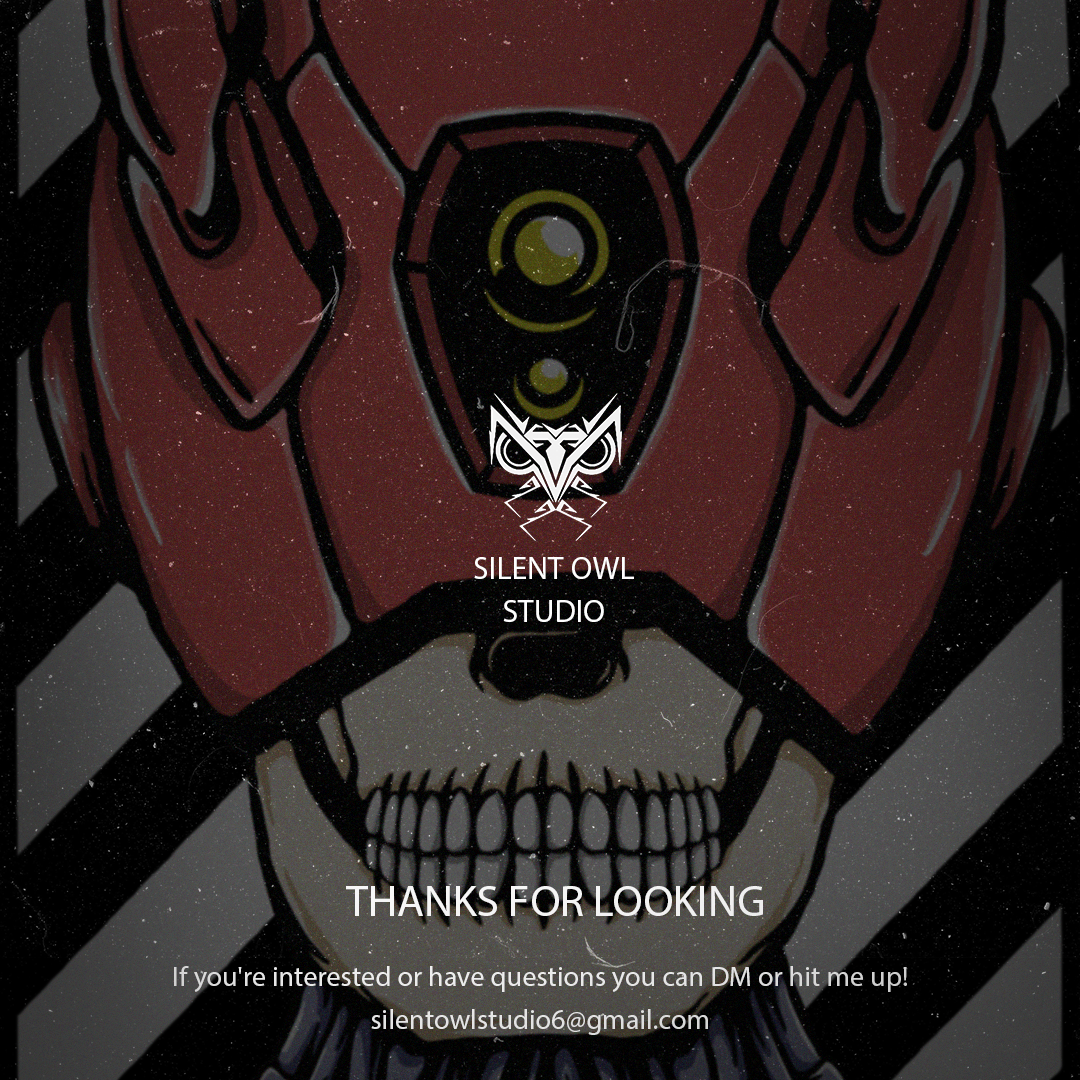 SILENT OWL
STUDIO
THANKS FOR LOOKING
If you're interested or have questions you can DM or hit me up!
silentowlstudio6@gmail.com